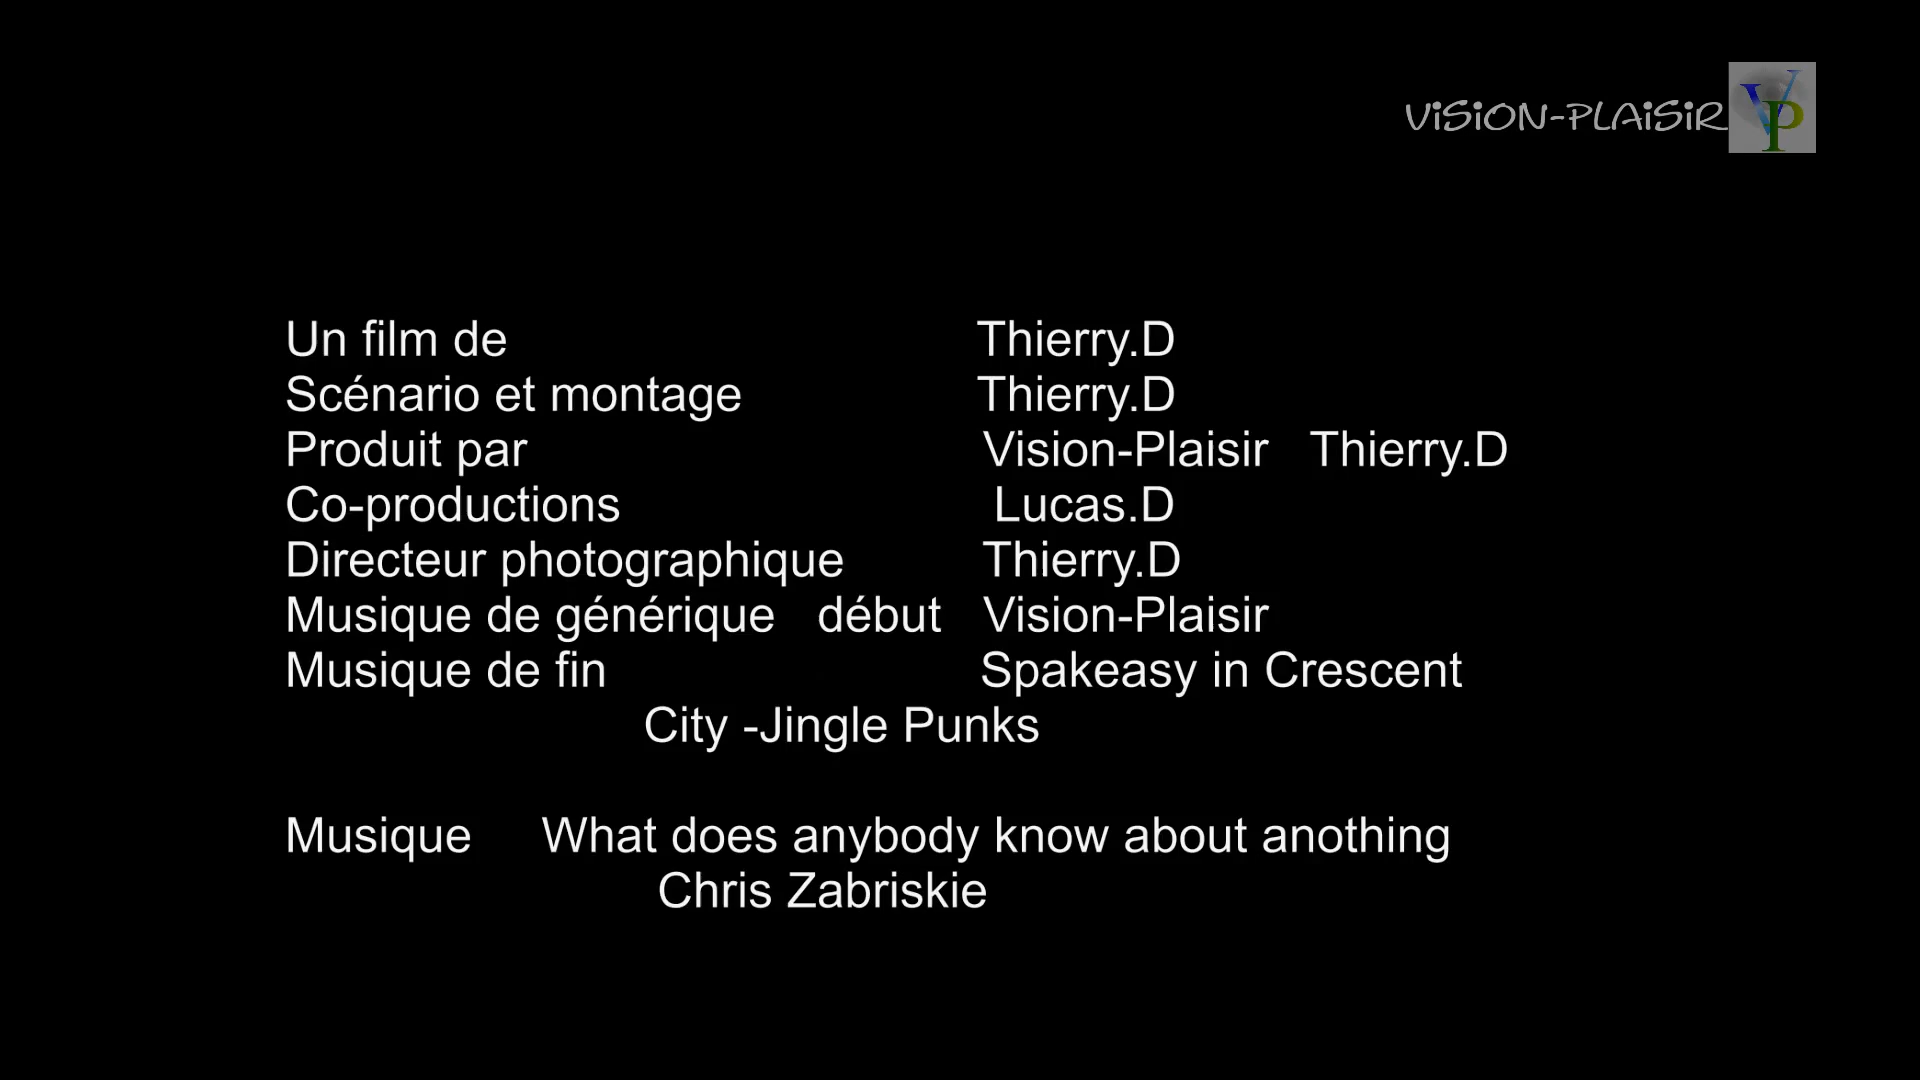 ViSiON-PLAiSiR VP
Un film de Thierry.D
Scénario et montage Thierry.D
Produit par Vision-Plaisir Thierry.D
Co-productions Lucas.D
Directeur photographique Thierry.D
Musique de générique début Vision-Plaisir
Musique de fin Spakeasy in Crescent
City -Jingle Punks
Musique What does anybody know about anothing
Chris Zabriskie